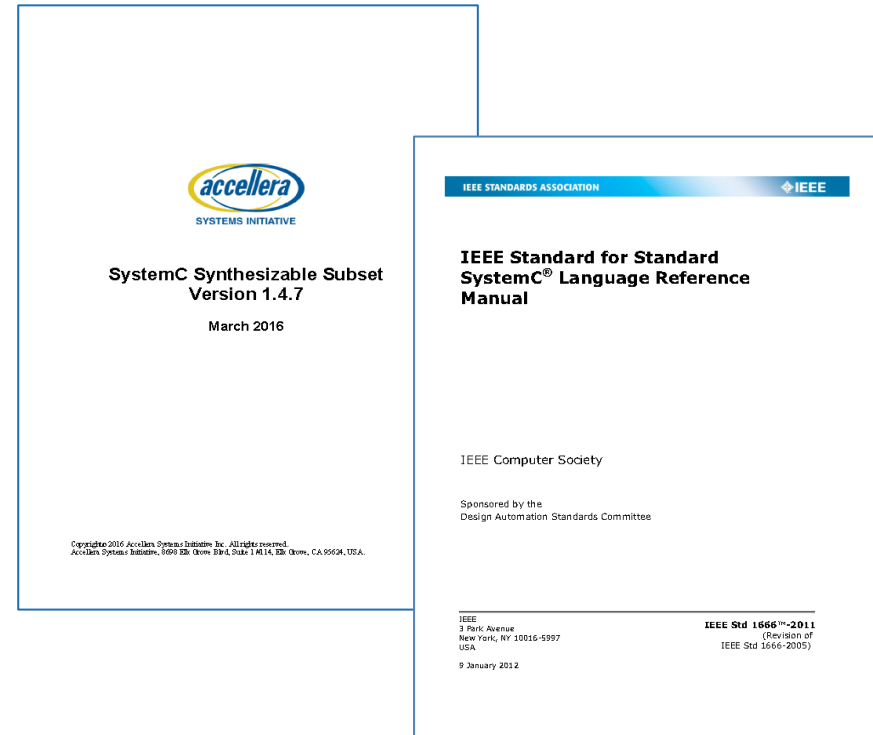 accellera
SYSTEMS INITIATIVE
SystemC Synthesizable Subset
Version 1.4.7
March 2016
Copyright© 2016 Accellera Systems Initiative Inc. All rights reserved.
Accellera Systems Initiative, 8698 Elk Grove Blvd, Suite 1 #114, Elk Grove, CA 95624, USA.
IEEE STANDARDS ASSOCIATION
IEEE
IEEE Standard for Standard
SystemC® Language Reference
Manual
IEEE Computer Society
Sponsored by the
Design Automation Standards Committee
IEEE
3 Park Avenue
New York, NY 10016-5997
USA
9 January 2012
IEEE Std 1666™-2011
(Revision of
IEEE Std 1666-2005)